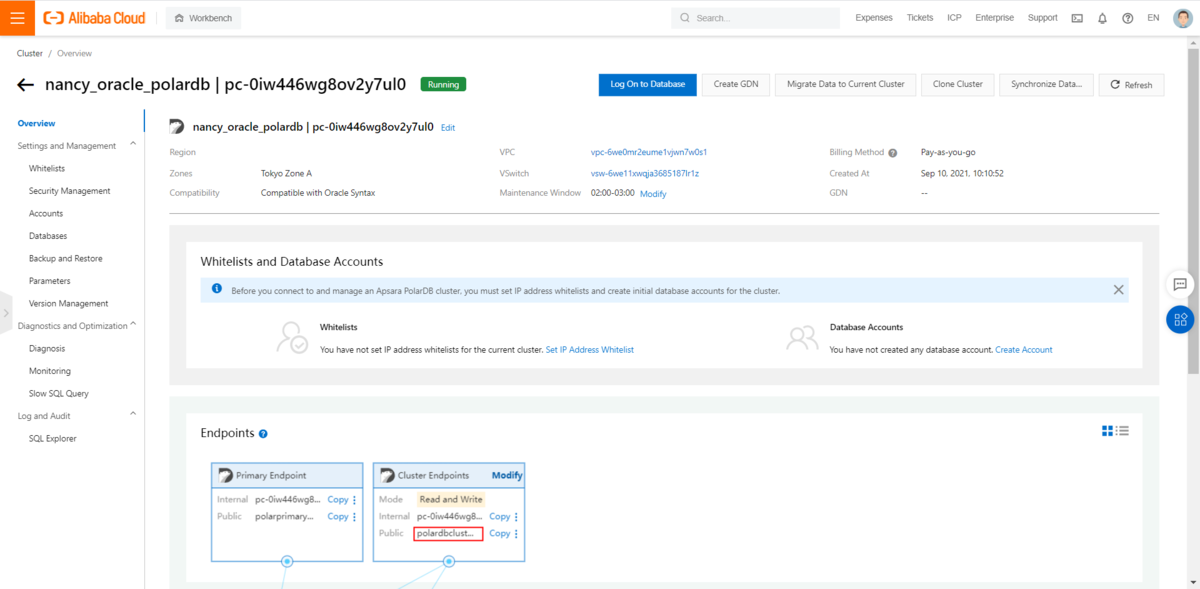 Alibaba Cloud
Workbench
Search...
Expenses Tickets ICP Enterprise Support EN
Cluster / Overview
nancy_oracle_polardb | pc-0iw446wg8ov2y7ul0 Running
Log On to Database Create GDN Migrate Data to Current Cluster Clone Cluster Synchronize Data... Refresh
Overview
Settings and Management
Whitelists
Security Management
Accounts
Databases
Backup and Restore
Parameters
Version Management
Diagnostics and Optimization
Diagnosis
Monitoring
Slow SQL Query
Log and Audit
SQL Explorer
nancy_oracle_polardb | pc-0iw446wg8ov2y7ul0 Edit
Region VPC vpc-6we0mr2eume1vjwn7w0s1 Billing Method Pay-as-you-go
Zones Tokyo Zone A VSwitch vsw-6we11xwqja3685187lr1z Created At Sep 10, 2021, 10:10:52
Compatibility Compatible with Oracle Syntax Maintenance Window 02:00-03:00 Modify GDN --
Whitelists and Database Accounts
Before you connect to and manage an Apsara PolarDB cluster, you must set IP address whitelists and create initial database accounts for the cluster.
Whitelists
You have not set IP address whitelists for the current cluster. Set IP Address Whitelist
Database Accounts
You have not created any database account. Create Account
Endpoints
Primary Endpoint
Internal pc-0iw446wg8... Copy
Public polarprimary... Copy
Cluster Endpoints Modify
Mode Read and Write
Internal pc-0iw446wg8... Copy
Public polardbclust... Copy